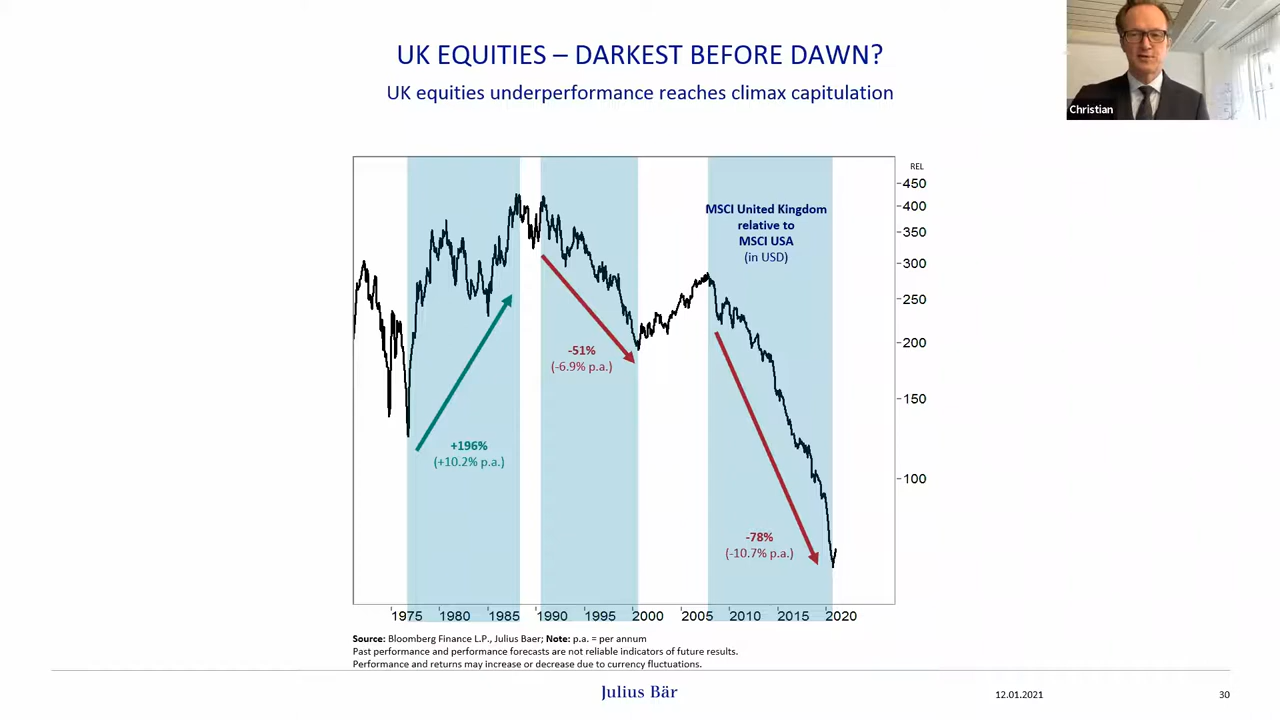 UK EQUITIES – DARKEST BEFORE DAWN?
UK equities underperformance reaches climax capitulation
Christian
REL
450
400
350
300
250
200
150
100
MSCI United Kingdom
relative to
MSCI USA
(in USD)
-51%
(-6.9% p.a.)
+196%
(+10.2% p.a.)
-78%
(-10.7% p.a.)
1975 1980 1985 1990 1995 2000 2005 2010 2015 2020
Source: Bloomberg Finance L.P., Julius Baer; Note: p.a. = per annum
Past performance and performance forecasts are not reliable indicators of future results.
Performance and returns may increase or decrease due to currency fluctuations.
Julius Bär
12.01.2021
30